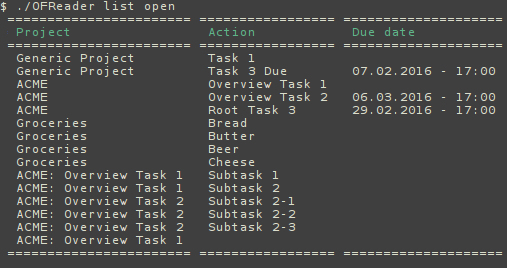 $ ./OFReader list open
======================== ================= ====================
Project Action Due date
======================== ================= ====================
Generic Project Task 1
Generic Project Task 3 Due 07.02.2016 - 17:00
ACME Overview Task 1
ACME Overview Task 2 06.03.2016 - 17:00
ACME Root Task 3 29.02.2016 - 17:00
Groceries Bread
Groceries Butter
Groceries Beer
Groceries Cheese
ACME: Overview Task 1 Subtask 1
ACME: Overview Task 1 Subtask 2
ACME: Overview Task 2 Subtask 2-1
ACME: Overview Task 2 Subtask 2-2
ACME: Overview Task 2 Subtask 2-3
ACME: Overview Task 1
======================== ================= ====================